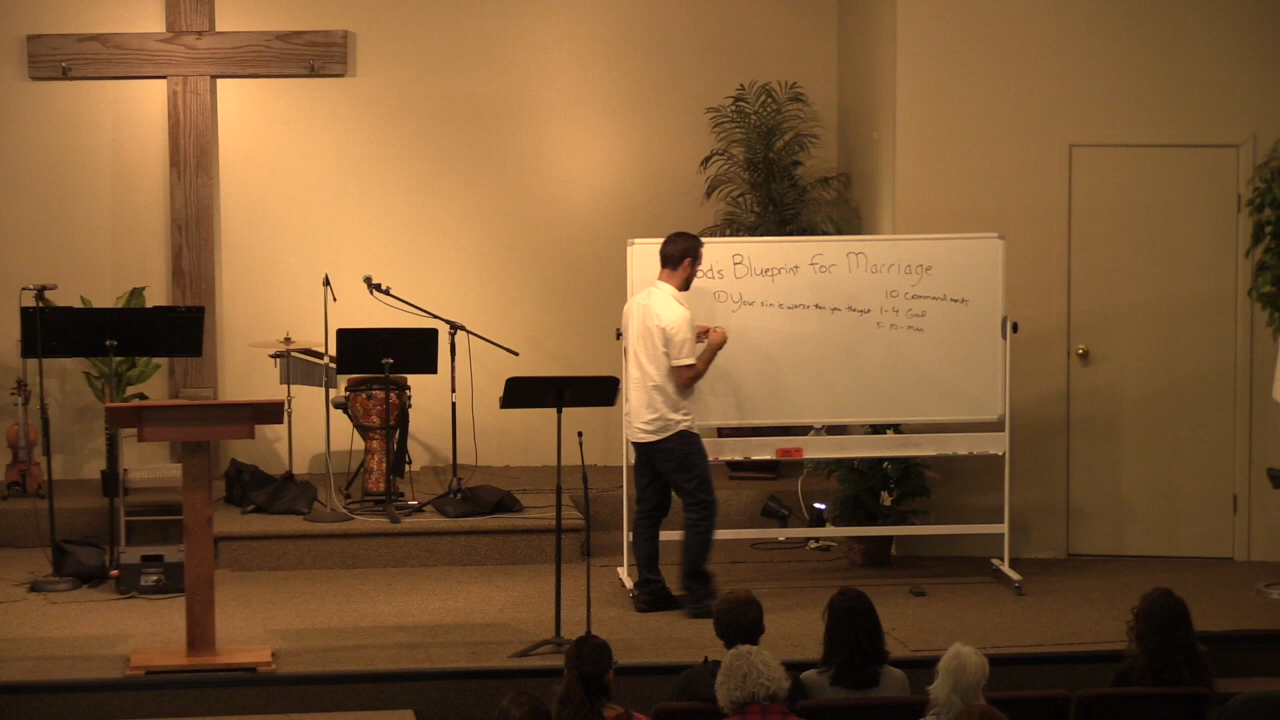 od's Blueprint for Marriage
① Your sin is worse than you thought
10 Commandments
1-4 God
5-10-man